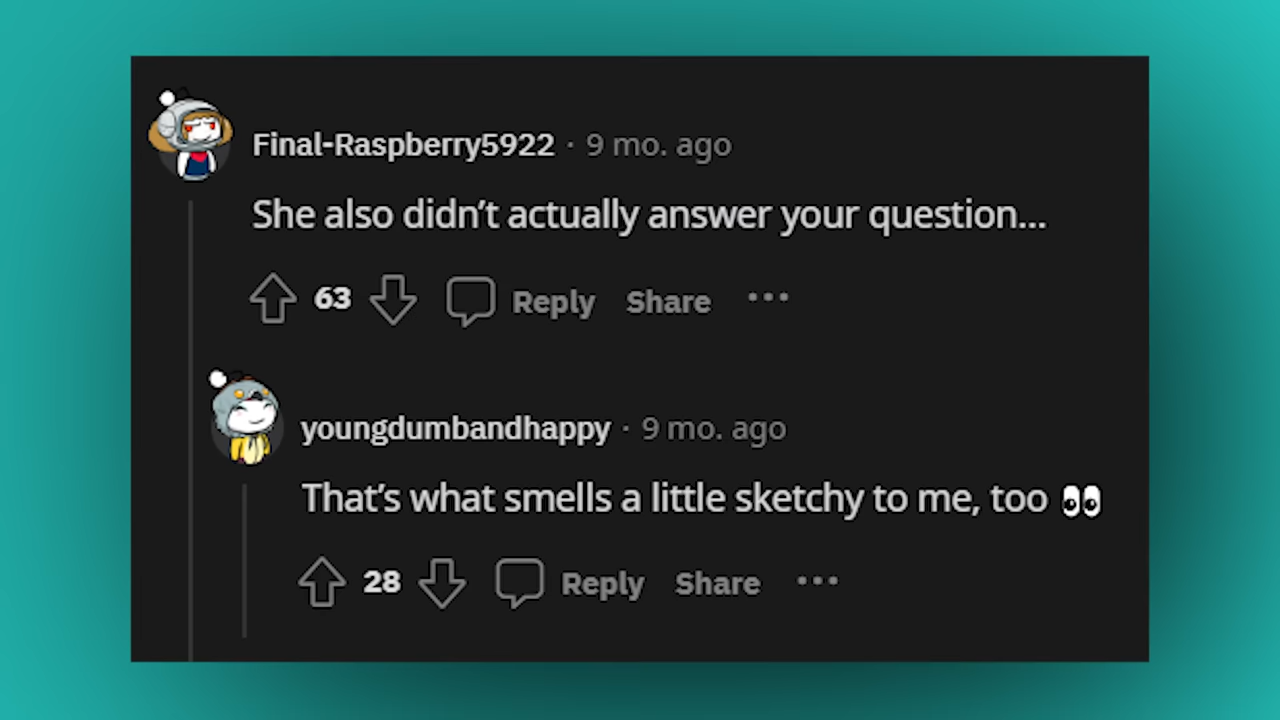 Final-Raspberry5922 · 9 mo. ago
She also didn’t actually answer your question...
63 Reply Share ···
youngdumbandhappy · 9 mo. ago
That’s what smells a little sketchy to me, too 👀
28 Reply Share ···